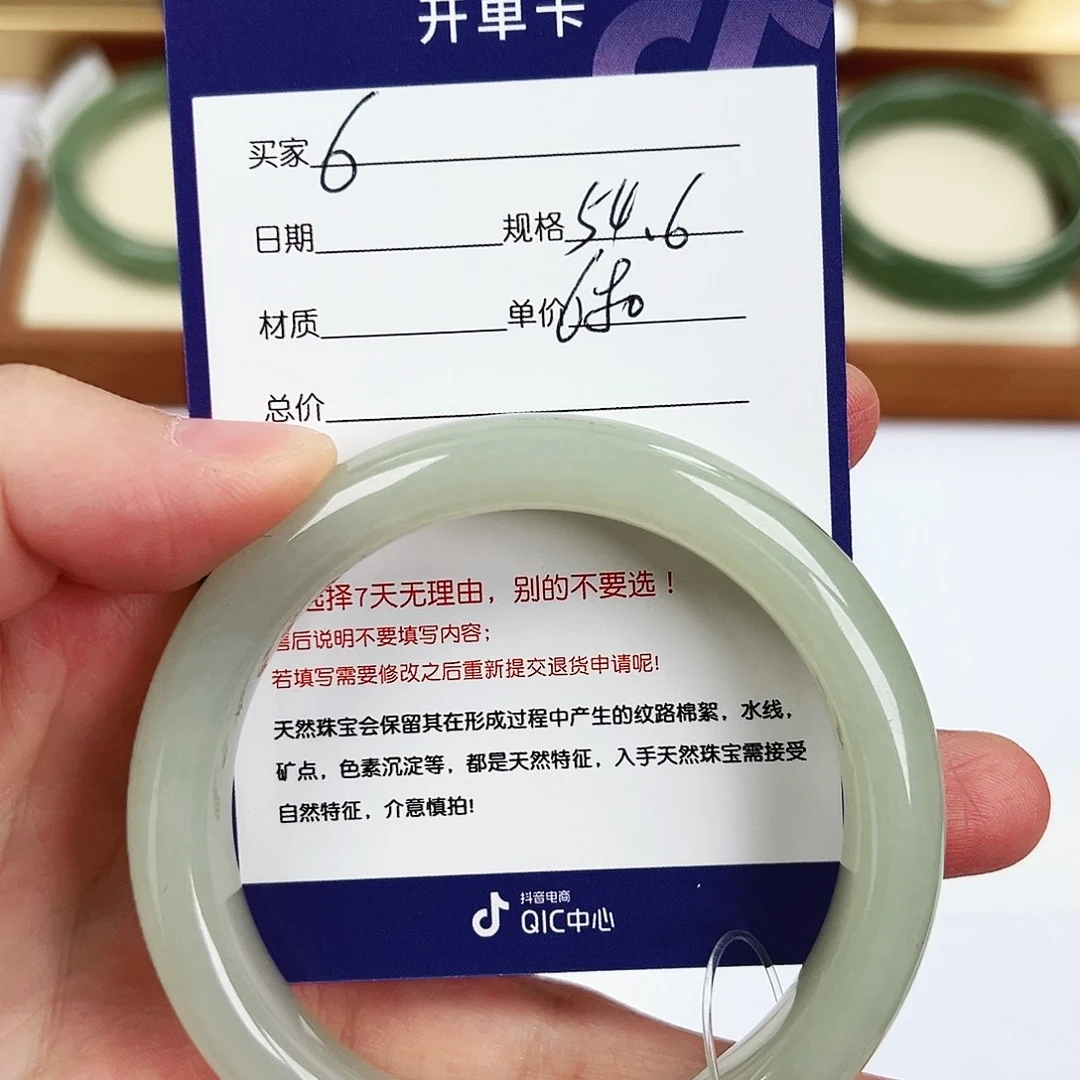 开单卡
买家 6
日期 规格 54.6
材质 单价
总价
选择7天无理由，别的不要选！
售后说明不要填写内容；
若填写需要修改之后重新提交退货申请呢!
天然珠宝会保留其在形成过程中产生的纹路棉絮，水线，
矿点，色素沉淀等，都是天然特征，入手天然珠宝需接受
自然特征，介意慎拍!
抖音电商
QIC中心